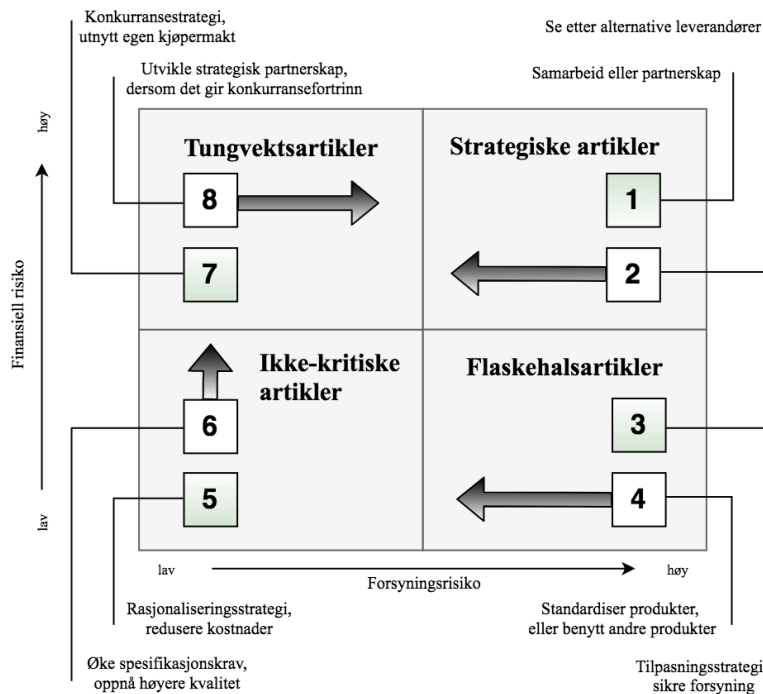 Konkurransestrategi,
utnytt egen kjøpermakt
Se etter alternative leverandører
Utvikle strategisk partnerskap,
dersom det gir konkurransefortrinn
Samarbeid eller partnerskap
høy
Finansiell risiko
lav
Tungvektsartikler
8
7
Strategiske artikler
1
2
Ikke-kritiske
artikler
6
5
Flaskehalsartikler
3
4
lav
Forsyningsrisiko
høy
Rasjonaliseringsstrategi,
redusere kostnader
Standardiser produkter,
eller benytt andre produkter
Øke spesifikasjonskrav,
oppnå høyere kvalitet
Tilpasningsstrategi
sikre forsyning